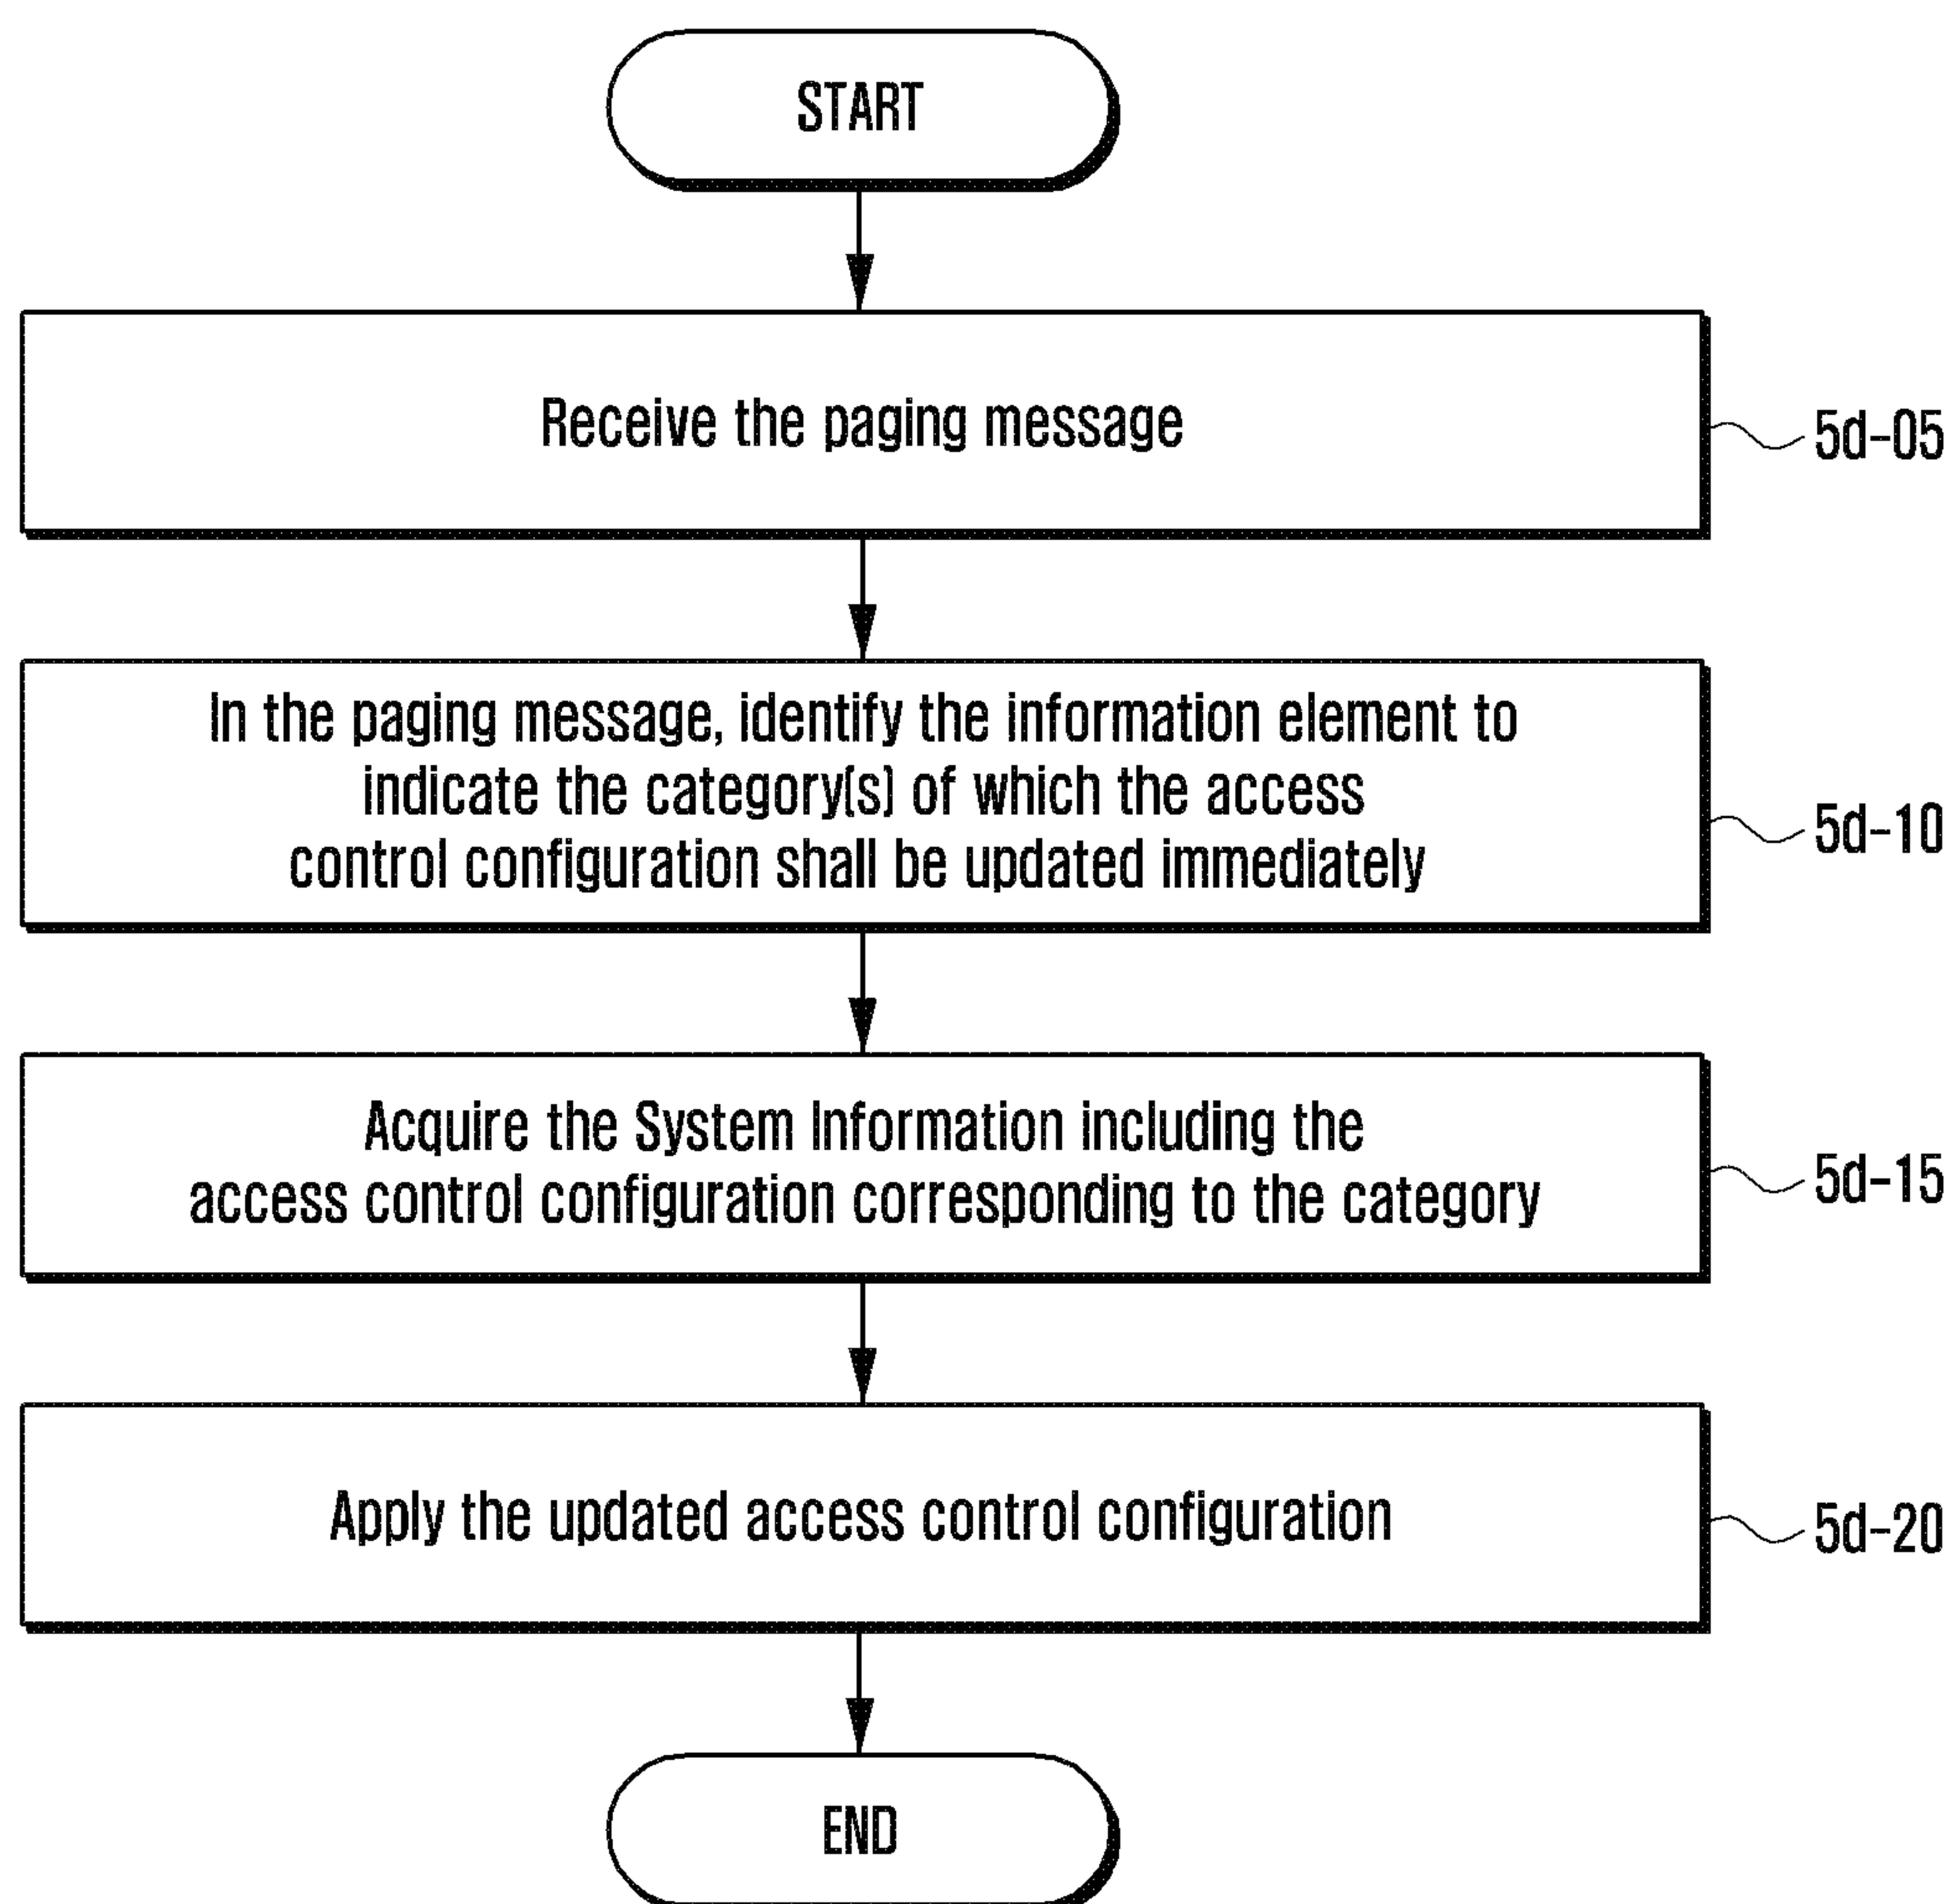 START
Receive the paging message
5d-05
In the paging message, identify the information element to
indicate the category(s) of which the access
control configuration shall be updated immediately
5d-10
Acquire the System Information including the
access control configuration corresponding to the category
5d-15
Apply the updated access control configuration
5d-20
END